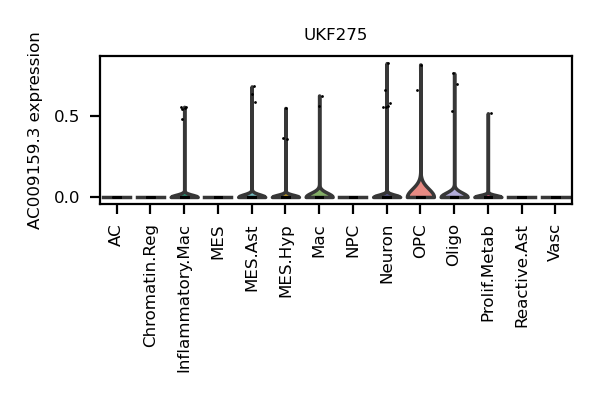 UKF275
AC009159.3 expression
0.5
0.0
AC
Chromatin.Reg
Inflammatory.Mac
MES
MES.Ast
MES.Hyp
Mac
NPC
Neuron
OPC
Oligo
Prolif.Metab
Reactive.Ast
Vasc